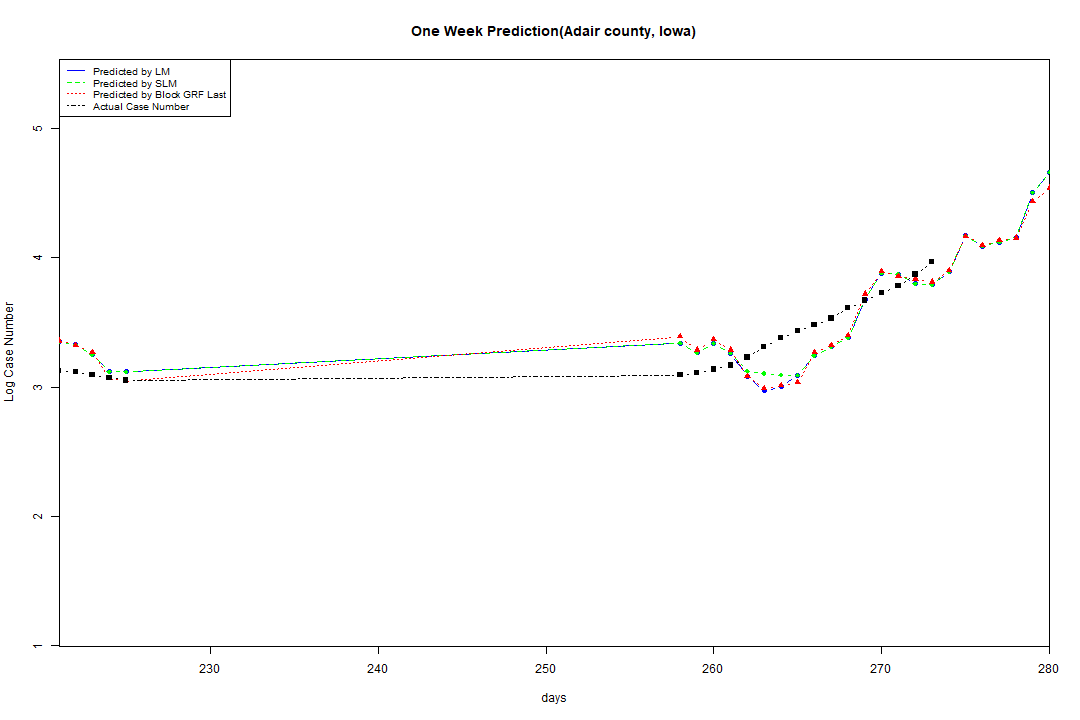 One Week Prediction(Adair county, Iowa)
Predicted by LM
Predicted by SLM
Predicted by Block GRF Last
Actual Case Number
5
4
3
2
1
Log Case Number
230
240
250
260
270
280
days